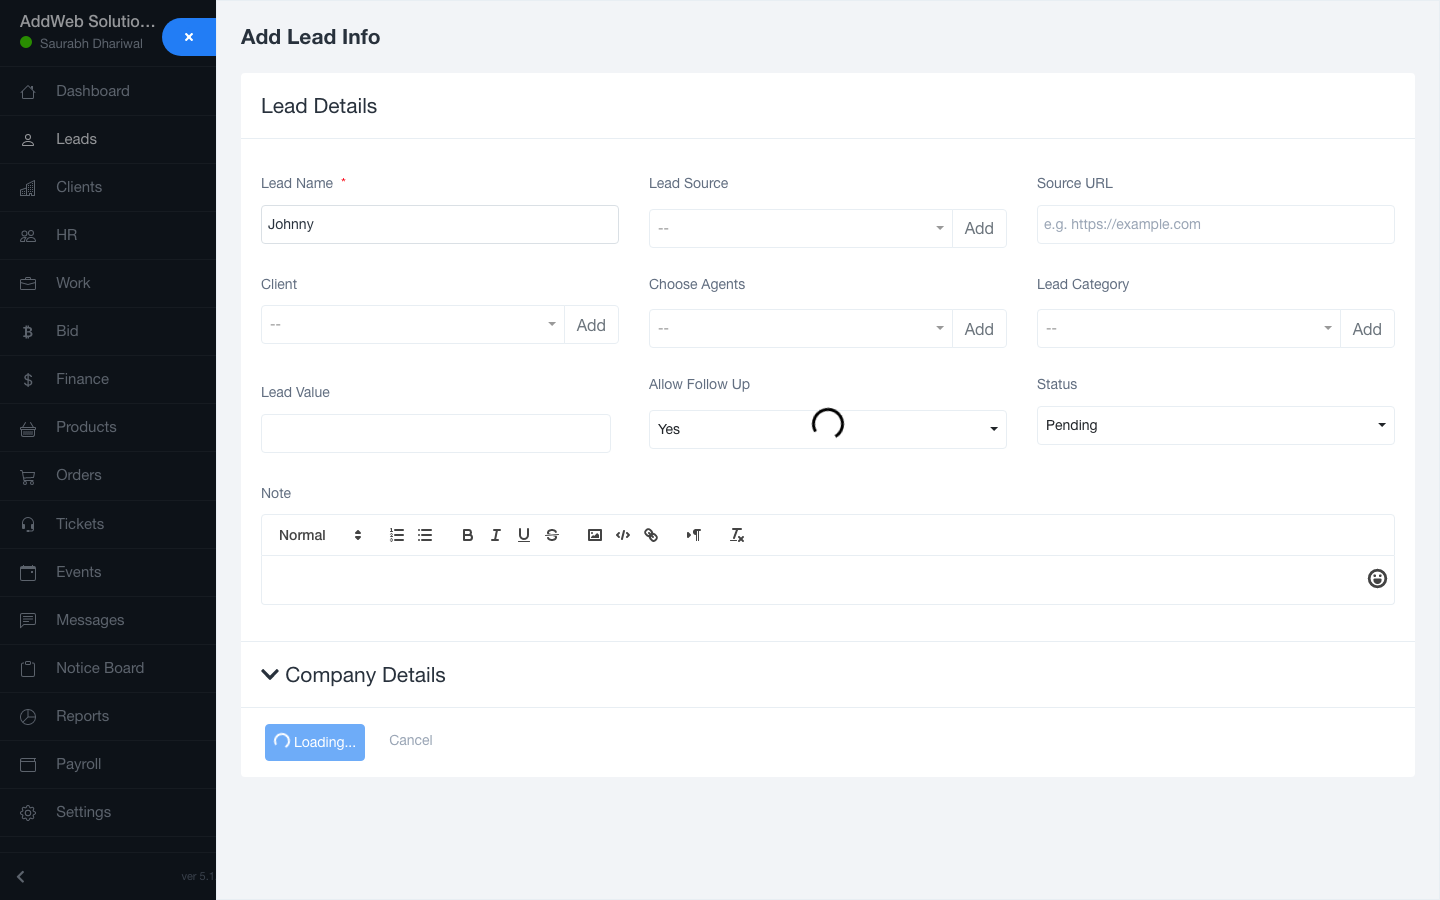 AddWeb Solutio...
Saurabh Dhariwal
×
Dashboard
Leads
Clients
HR
Work
Bid
Finance
Products
Orders
Tickets
Events
Messages
Notice Board
Reports
Payroll
Settings
ver 5.1.
Add Lead Info
Lead Details
Lead Name *
Johnny
Lead Source
--
Add
Source URL
e.g. https://example.com
Client
--
Add
Choose Agents
--
Add
Lead Category
--
Add
Lead Value
Allow Follow Up
Yes
Status
Pending
Note
Normal
Company Details
Loading...
Cancel